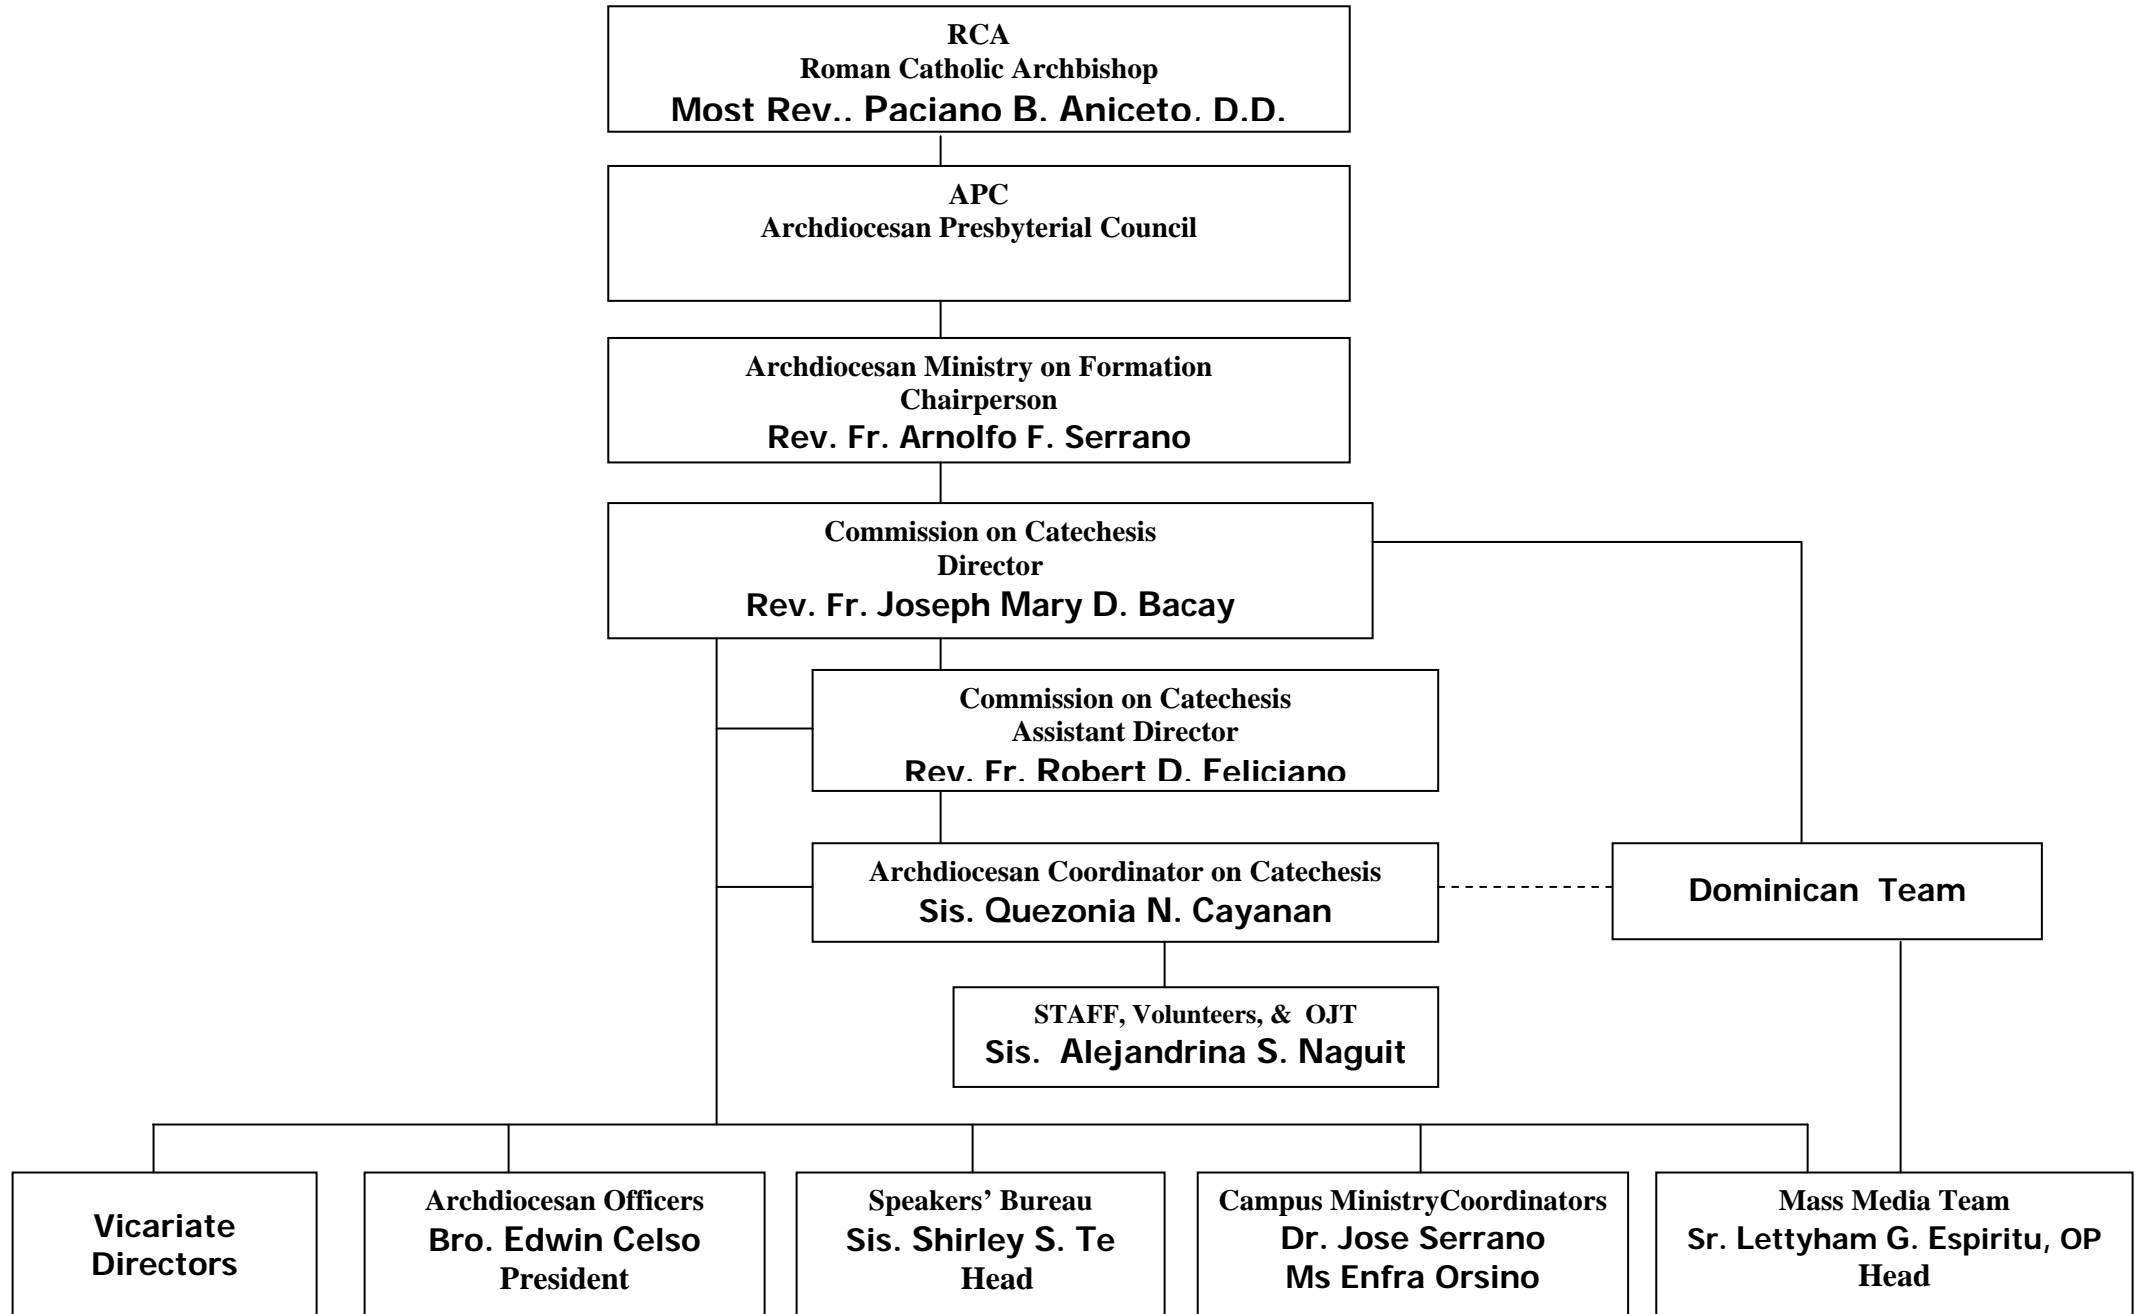 RCA
Roman Catholic Archbishop
Most Rev., Paciano B. Aniceto, D.D.
APC
Archdiocesan Presbyterial Council
Archdiocesan Ministry on Formation
Chairperson
Rev. Fr. Arnolfo F. Serrano
Commission on Catechesis
Director
Rev. Fr. Joseph Mary D. Bacay
Commission on Catechesis
Assistant Director
Rev. Fr. Robert D. Feliciano
Archdiocesan Coordinator on Catechesis
Sis. Quezonia N. Cayanan
Dominican Team
STAFF, Volunteers, & OJT
Sis. Alejandrina S. Naguit
Vicariate
Directors
Archdiocesan Officers
Bro. Edwin Celso
President
Speakers’ Bureau
Sis. Shirley S. Te
Head
Campus MinistryCoordinators
Dr. Jose Serrano
Ms Enfra Orsino
Mass Media Team
Sr. Lettyham G. Espiritu, OP
Head